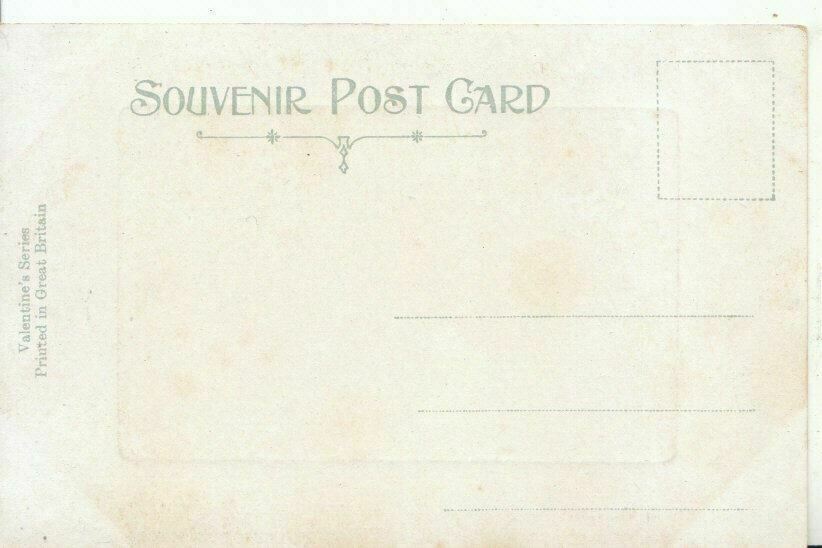 SOUVENIR POST CARD
Valentine's Series
Printed in Great Britain